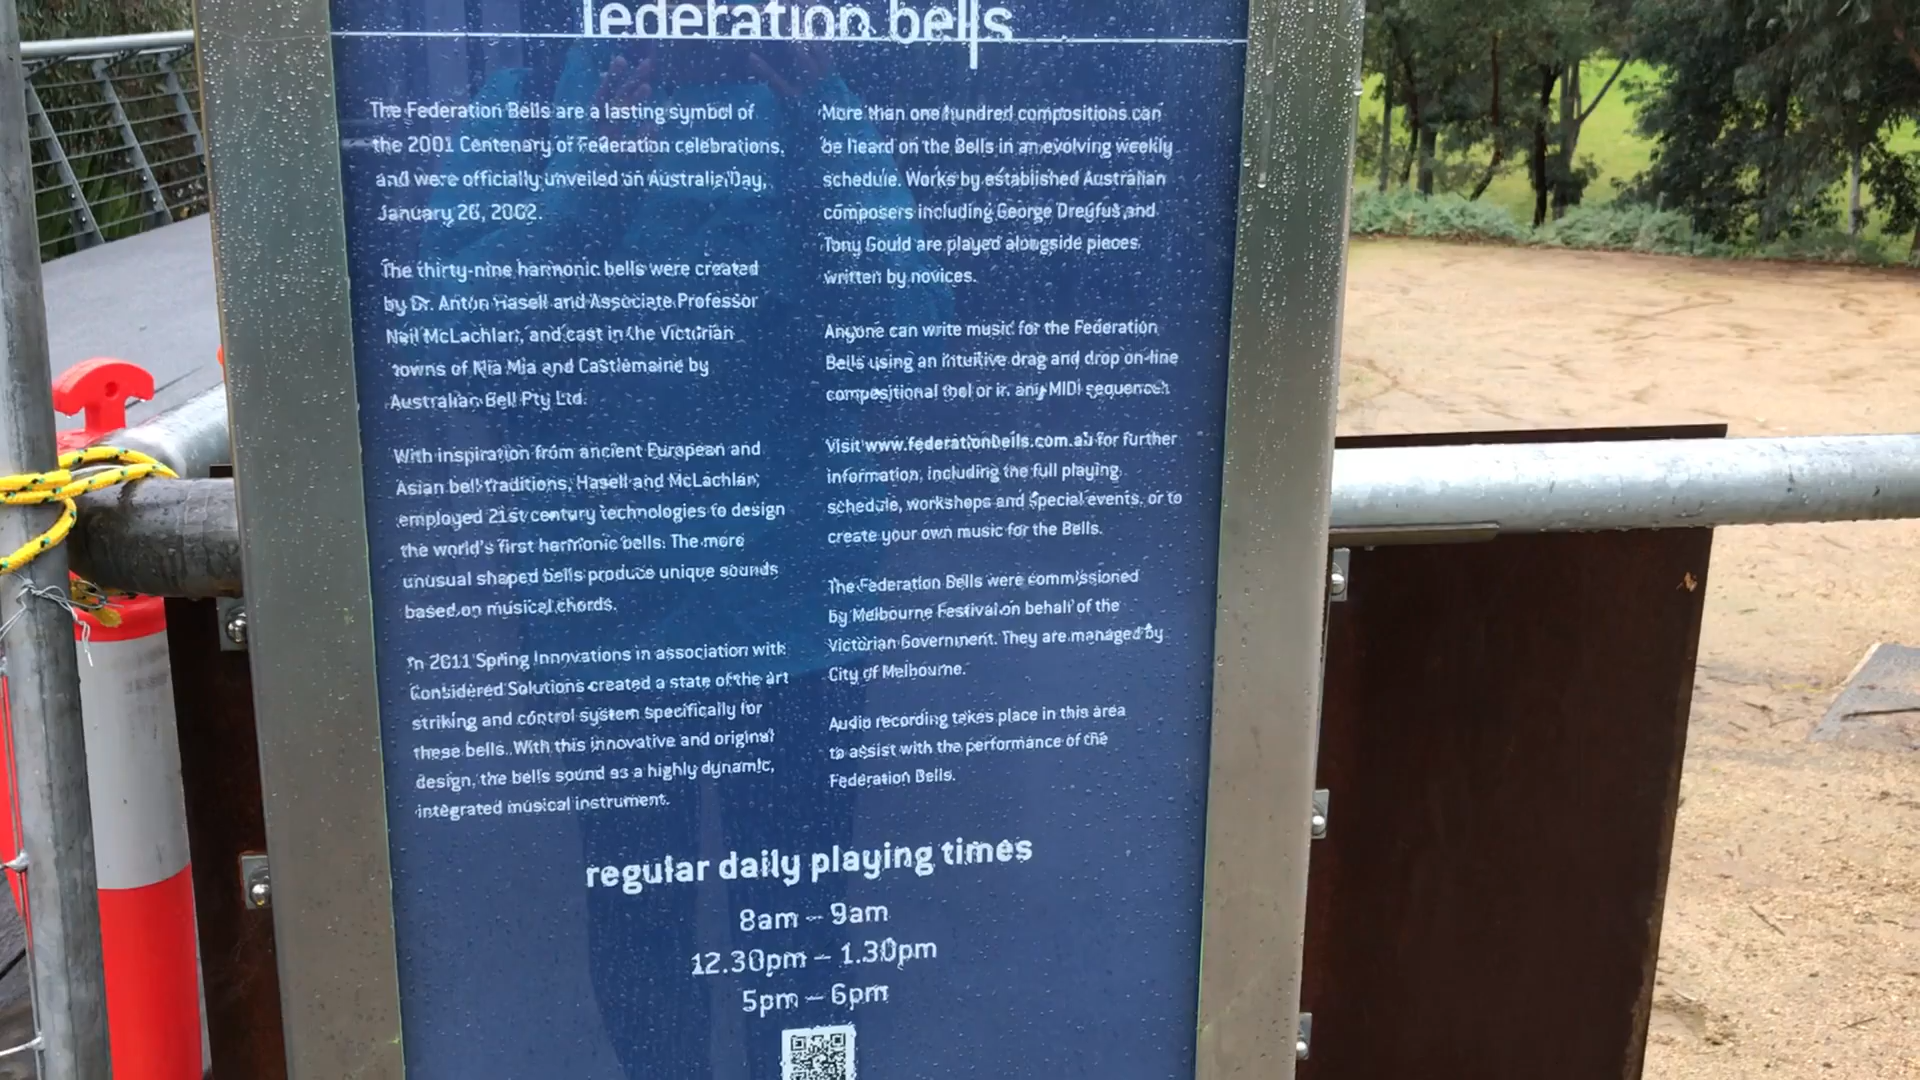 federation bells
The Federation Bells are a lasting symbol of
the 2001 Centenary of Federation celebrations,
and were officially unveiled on Australia Day,
January 26, 2002.
The thirty-nine harmonic bells were created
by Dr. Anton Hasell and Associate Professor
Neil McLachlan, and cast in the Victorian
towns of Mia Mia and Castlemaine by
Australian Bell Pty Ltd.
With inspiration from ancient European and
Asian bell traditions, Hasell and McLachlan,
employed 21st century technologies to design
the world's first harmonic bells. The more
unusual shaped bells produce unique sounds
based on musical chords.
In 2011 Spring Innovations in association with
Considered Solutions created a state of the art
striking and control system specifically for
these bells. With this innovative and original
design, the bells sound as a highly dynamic,
integrated musical instrument.
More than one hundred compositions can
be heard on the Bells in an evolving weekly
schedule. Works by established Australian
composers including George Dreyfus and
Tony Gould are played alongside pieces
written by novices.
Anyone can write music for the Federation
Bells using an intuitive drag and drop on-line
compositional tool or in any MIDI sequencer.
Visit www.federationbells.com.au for further
information, including the full playing
schedule, workshops and special events, or to
create your own music for the Bells.
The Federation Bells were commissioned
by Melbourne Festival on behalf of the
Victorian Government. They are managed by
City of Melbourne.
Audio recording takes place in this area
to assist with the performance of the
Federation Bells.
regular daily playing times
8am – 9am
12.30pm – 1.30pm
5pm – 6pm